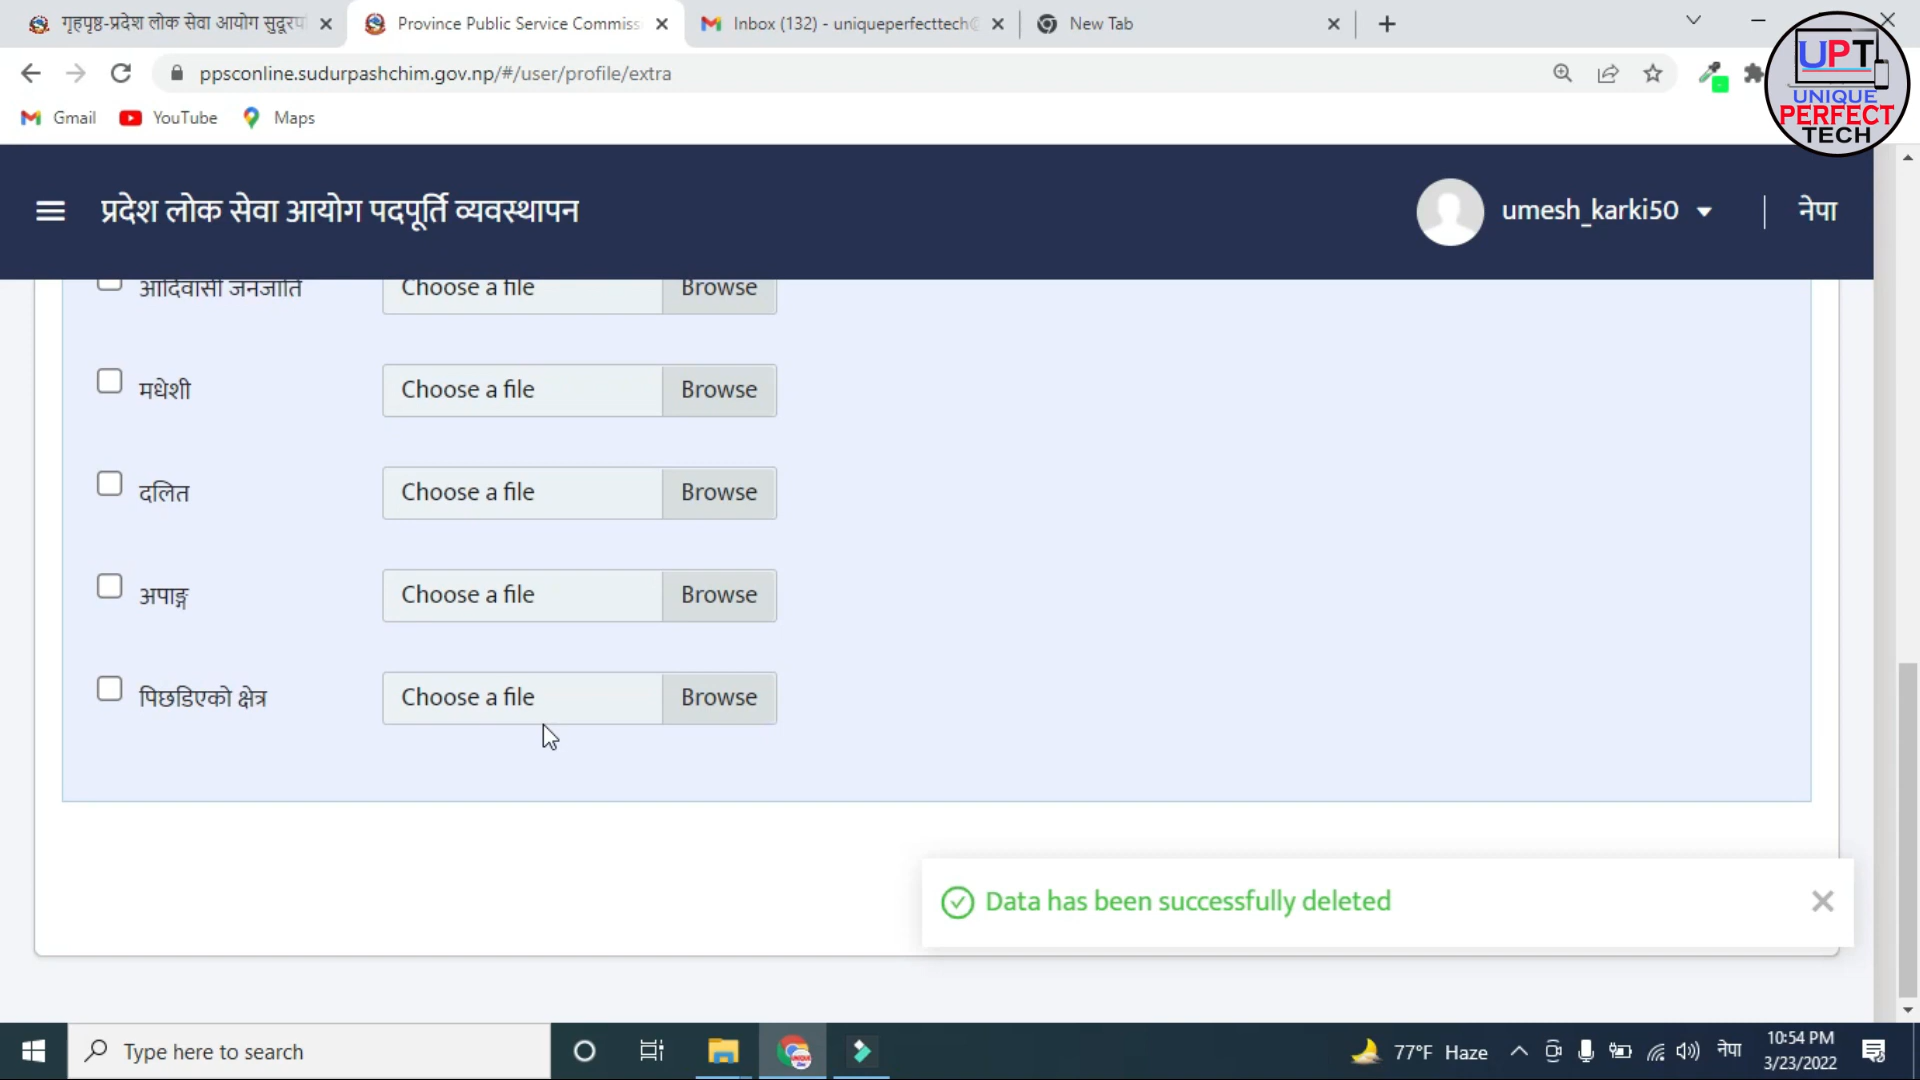 गृहपृष्ठ-प्रदेश लोक सेवा आयोग सुदूरप
Province Public Service Commiss
Inbox (132) - uniqueperfecttech@
New Tab
ppsconline.sudurpashchim.gov.np/#/user/profile/extra
Gmail
YouTube
Maps
UPT
UNIQUE
PERFECT
TECH
प्रदेश लोक सेवा आयोग पदपूर्ति व्यवस्थापन
umesh_karki50
नेपा
आदिवासी जनजाति Choose a file Browse
मधेशी Choose a file Browse
दलित Choose a file Browse
अपाङ्ग Choose a file Browse
पिछडिएको क्षेत्र Choose a file Browse
Data has been successfully deleted
Type here to search
77°F Haze
नेपा
10:54 PM
3/23/2022